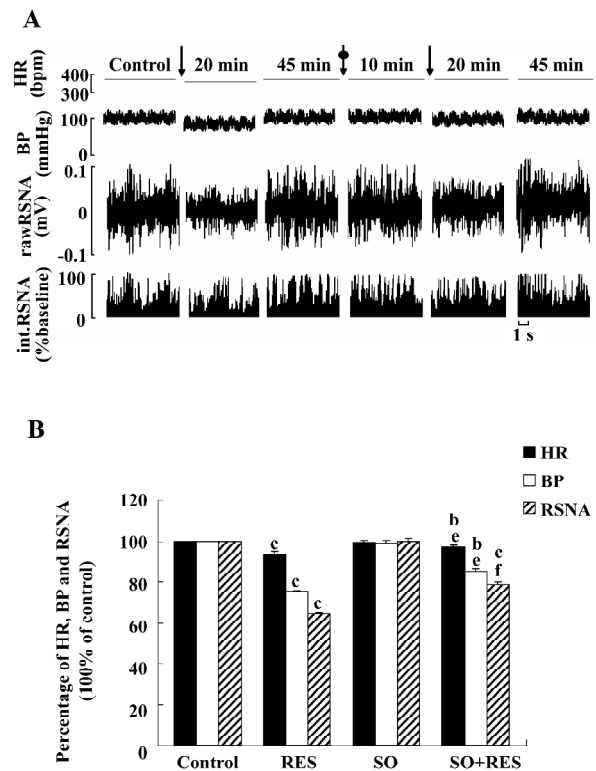 A
HR
(bpm)
400
300
Control
20 min
45 min
10 min
20 min
45 min
BP
(mmHg)
100
0
rawRSNA
(mV)
0.1
0
-0.1
int.RSNA
(%baseline)
100
0
1 s
B
HR
BP
RSNA
Percentage of HR, BP and RSNA
(100% of control)
120
100
80
60
40
20
0
c
c
c
b
e
b
e
c
f
Control
RES
SO
SO+RES